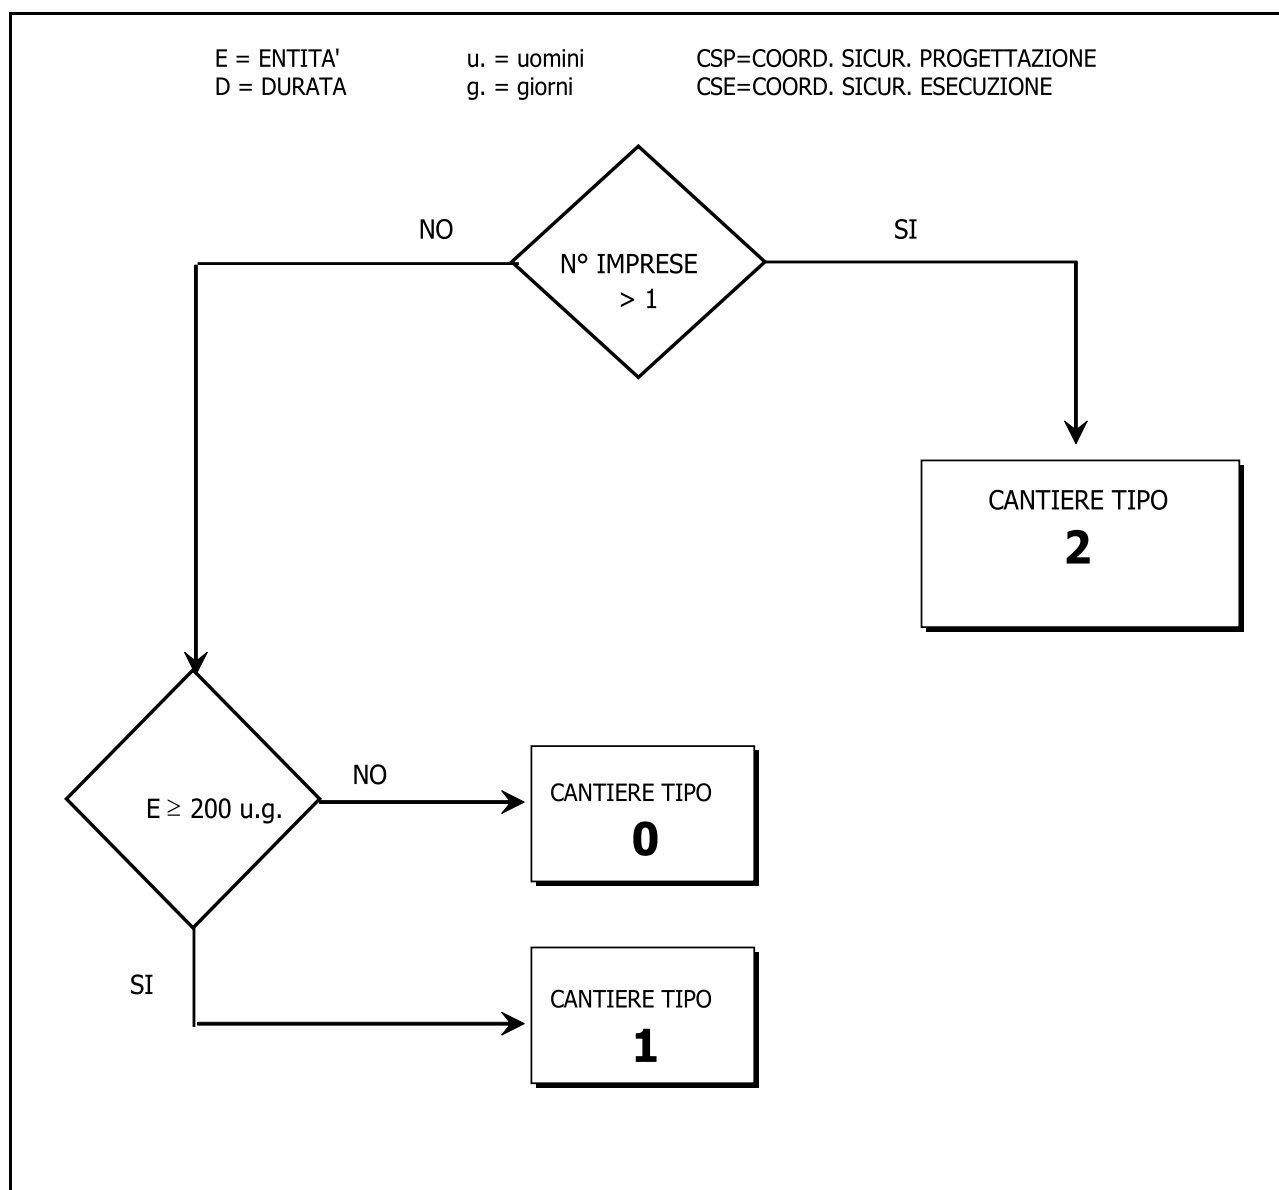 E = ENTITA' u. = uomini CSP=COORD. SICUR. PROGETTAZIONE
D = DURATA g. = giorni CSE=COORD. SICUR. ESECUZIONE
NO SI
N° IMPRESE
> 1
CANTIERE TIPO
2
NO
E ≥ 200 u.g.
CANTIERE TIPO
0
SI
CANTIERE TIPO
1